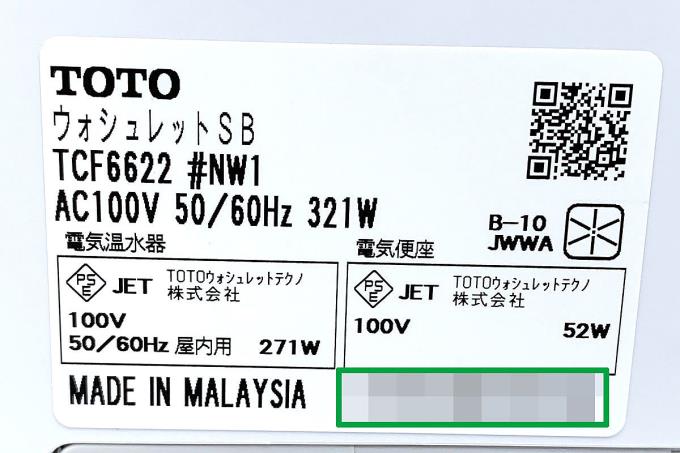 TOTO
ウォシュレットSB
TCF6622 #NW1
AC100V 50/60Hz 321W
B-10
JWWA
電気温水器
PSE JET TOTOウォシュレットテクノ
株式会社
100V
50/60Hz 屋内用 271W
電気便座
PSE JET TOTOウォシュレットテクノ
株式会社
100V 52W
MADE IN MALAYSIA